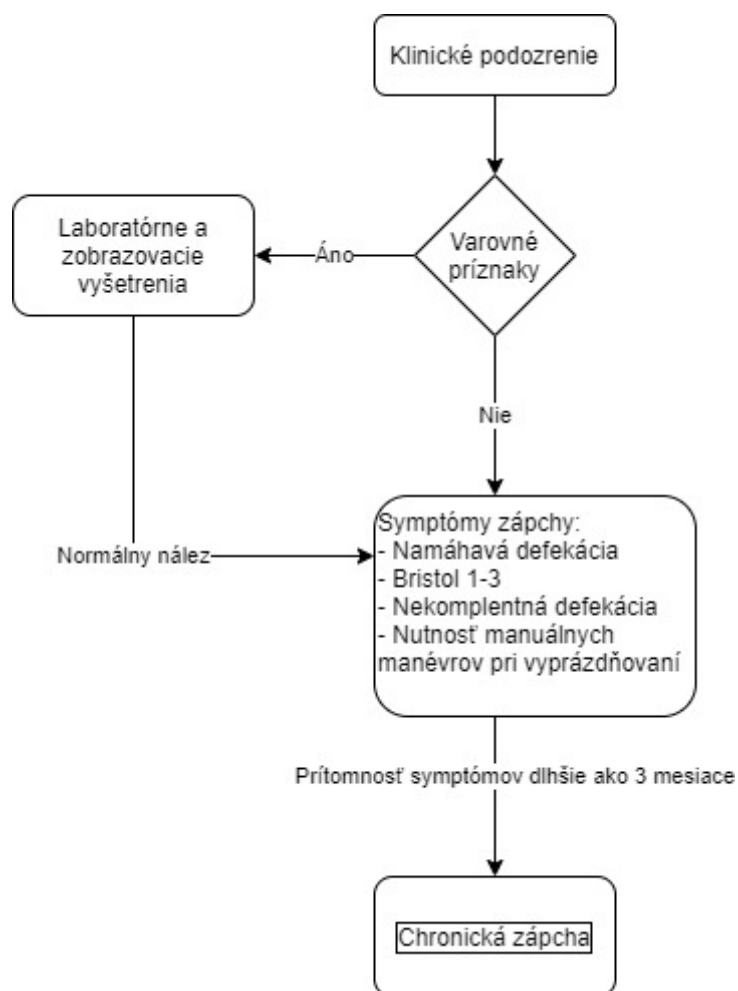 Klinické podozrenie
Varovné
príznaky
Áno
Laboratórne a
zobrazovacie
vyšetrenia
Nie
Normálny nález
Symptómy zápchy:
- Namáhavá defekácia
- Bristol 1-3
- Nekomplentná defekácia
- Nutnosť manuálnych
manévrov pri vyprázdňovaní
Prítomnosť symptómov dlhšie ako 3 mesiace
Chronická zápcha